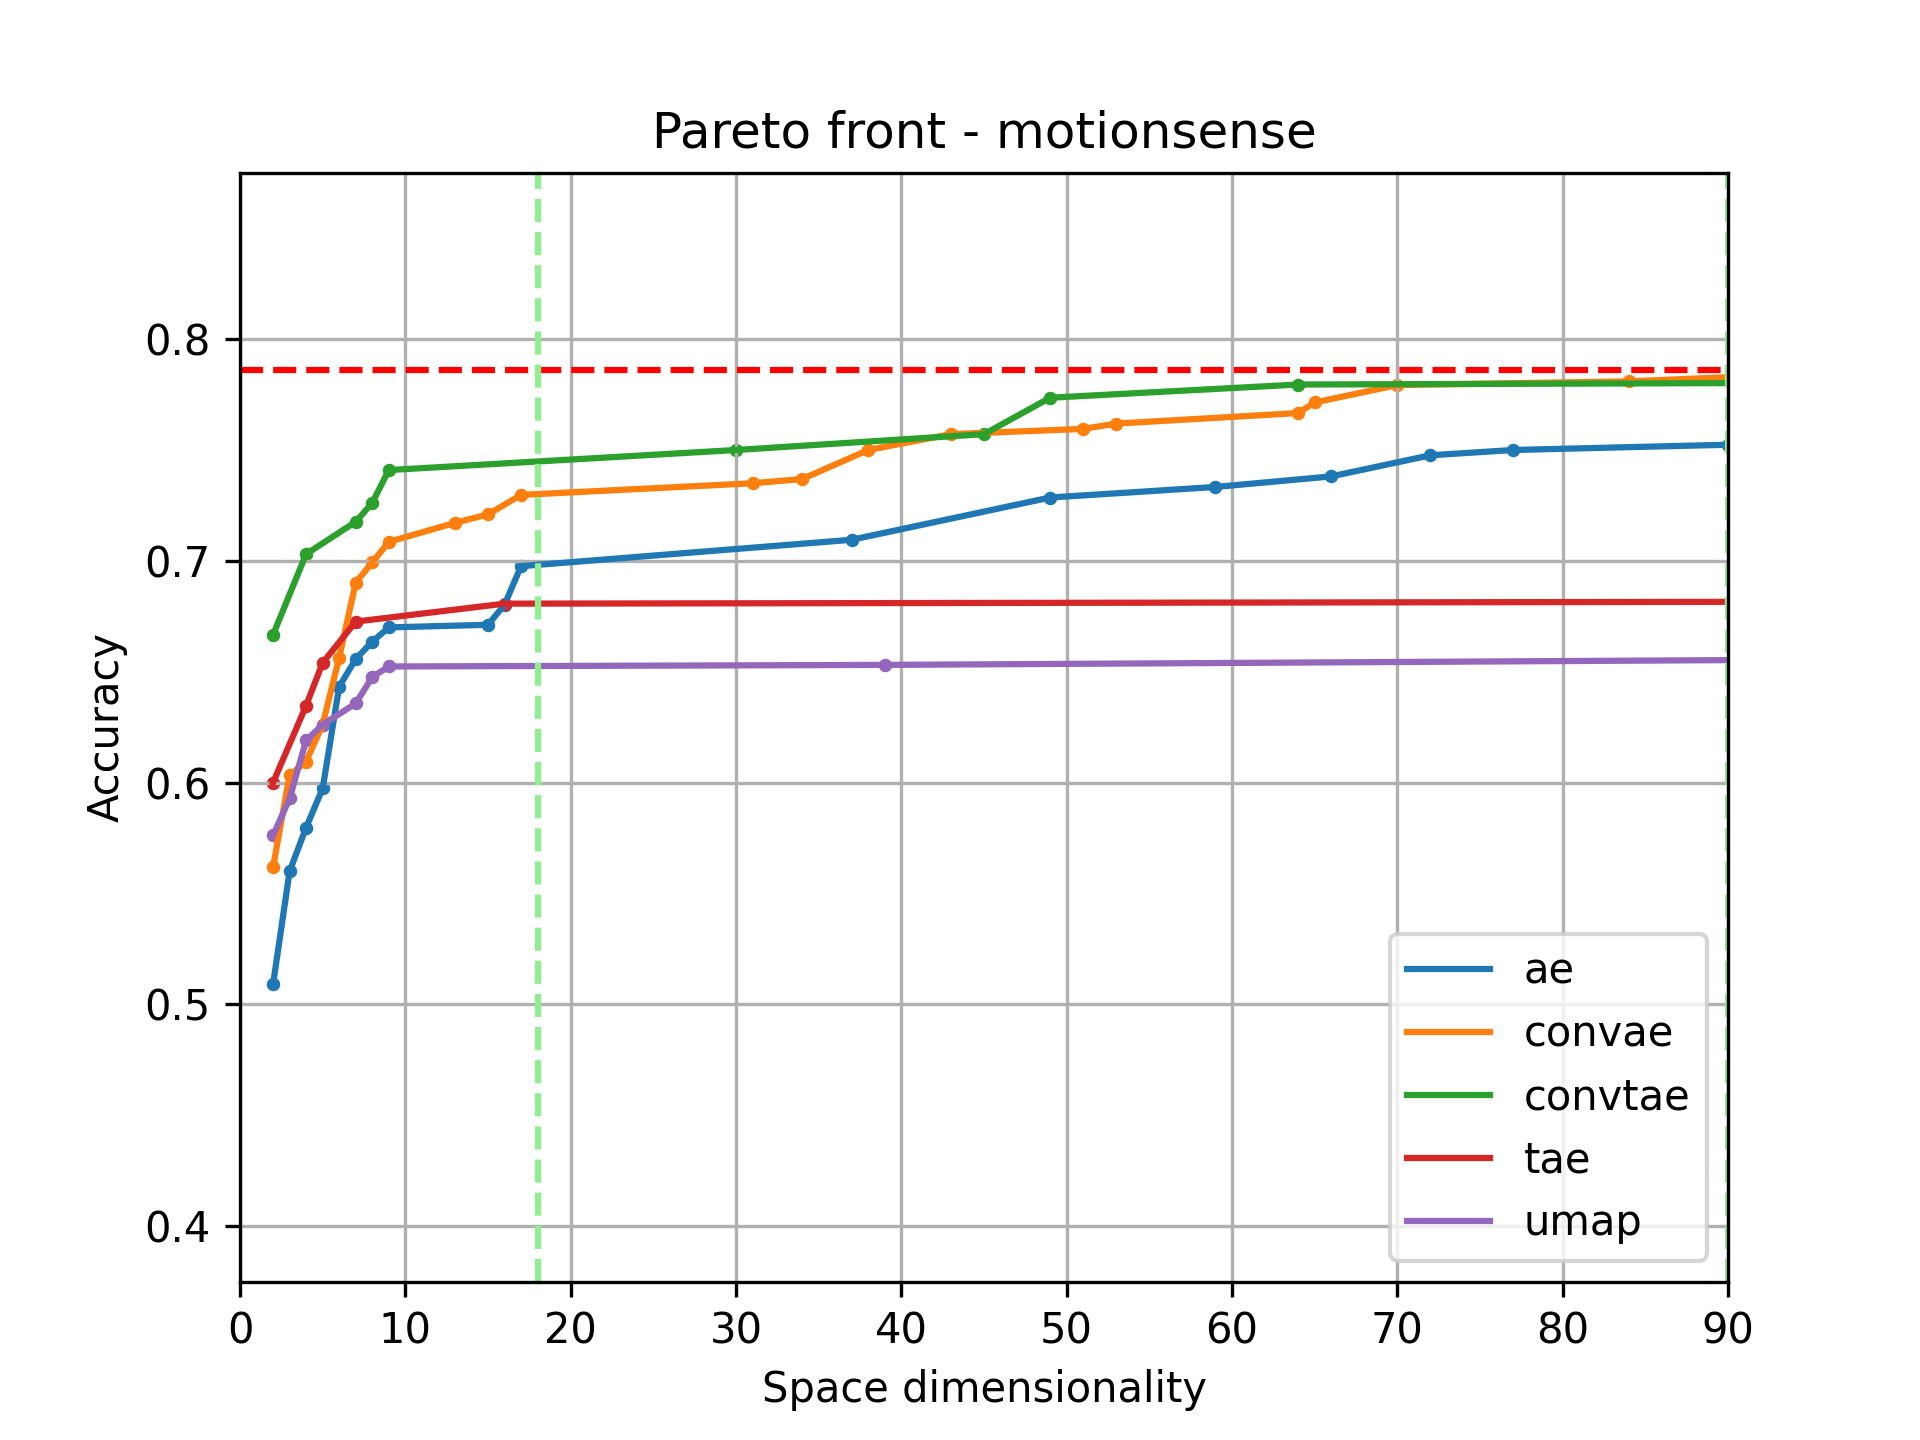 Pareto front - motionsense
Accuracy
0.8
0.7
0.6
0.5
0.4
0 10 20 30 40 50 60 70 80 90
Space dimensionality
ae
convae
convtae
tae
umap